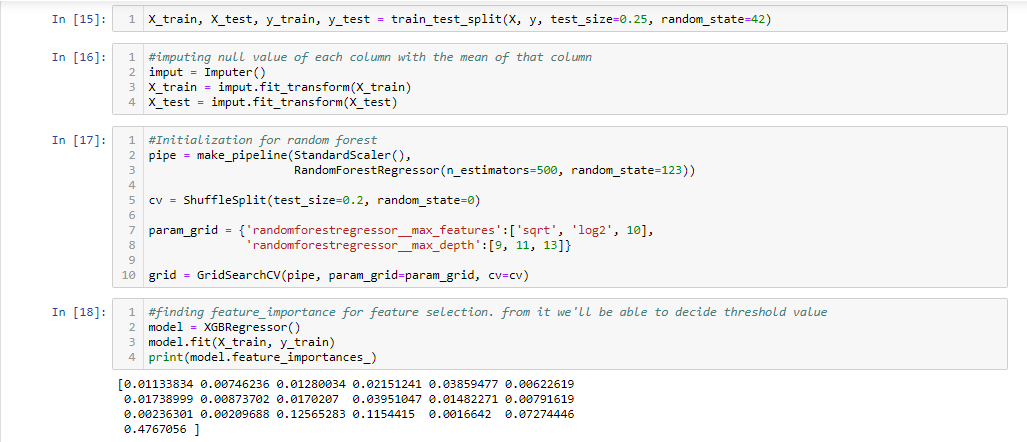 In [15]: 1 X_train, X_test, y_train, y_test = train_test_split(X, y, test_size=0.25, random_state=42)
In [16]: 1 #imputing null value of each column with the mean of that column
2 imput = Imputer()
3 X_train = imput.fit_transform(X_train)
4 X_test = imput.fit_transform(X_test)
In [17]: 1 #Initialization for random forest
2 pipe = make_pipeline(StandardScaler(),
3                     RandomForestRegressor(n_estimators=500, random_state=123))
4
5 cv = ShuffleSplit(test_size=0.2, random_state=0)
6
7 param_grid = {'randomforestregressor__max_features':['sqrt', 'log2', 10],
8              'randomforestregressor__max_depth':[9, 11, 13]}
9
10 grid = GridSearchCV(pipe, param_grid=param_grid, cv=cv)
In [18]: 1 #finding feature_importance for feature selection. from it we'll be able to decide threshold value
2 model = XGBRegressor()
3 model.fit(X_train, y_train)
4 print(model.feature_importances_)
[0.01133834 0.00746236 0.01280034 0.02151241 0.03859477 0.00622619
0.01738999 0.00873702 0.0170207  0.03951047 0.01482271 0.00791619
0.00236301 0.00209688 0.12565283 0.1154415  0.0016642  0.07274446
0.4767056 ]